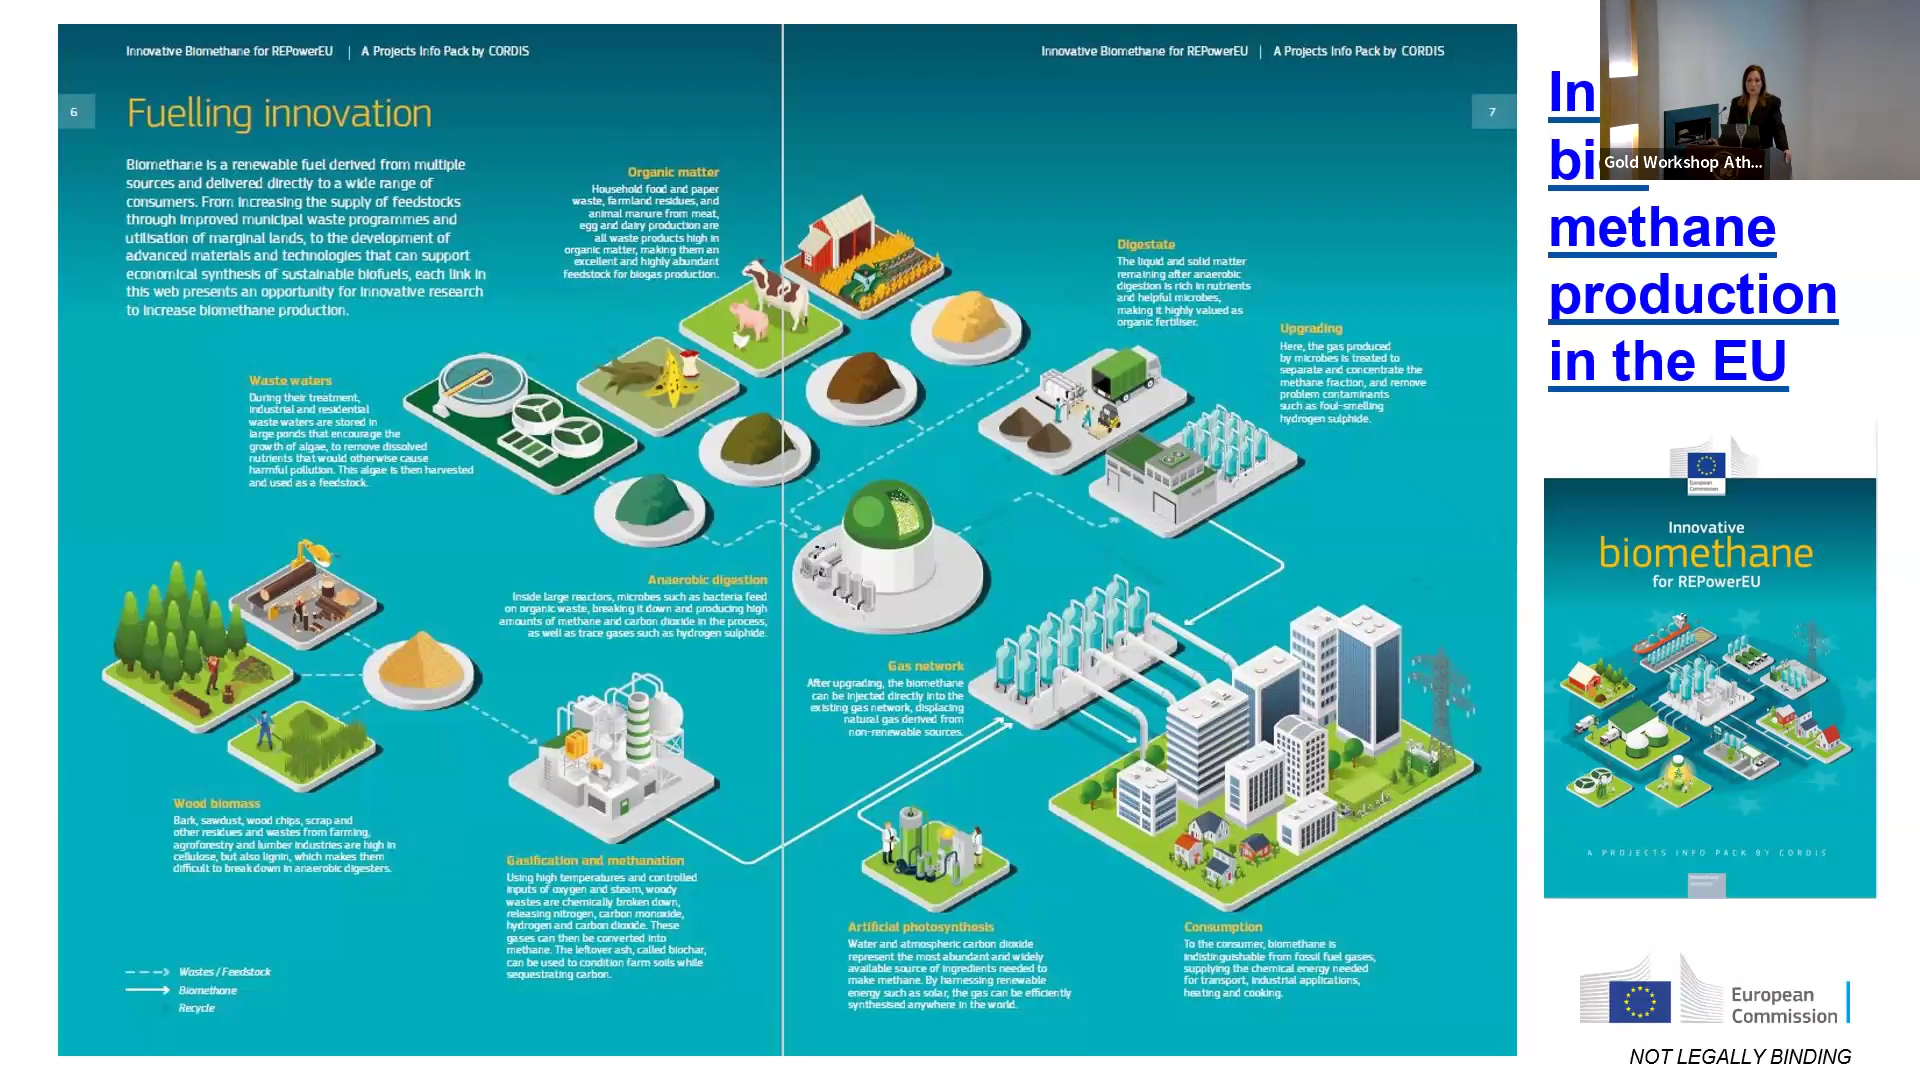 Innovative Biomethane for REPowerEU | A Projects Info Pack by CORDIS
Innovative Biomethane for REPowerEU | A Projects Info Pack by CORDIS
6
7
Fuelling innovation
Biomethane is a renewable fuel derived from multiple
sources and delivered directly to a wide range of
consumers. From increasing the supply of feedstocks
through improved municipal waste programmes and
utilisation of marginal lands, to the development of
advanced materials and technologies that can support
economical synthesis of sustainable biofuels, each link in
this web presents an opportunity for innovative research
to increase biomethane production.
Organic matter
Household food and paper
waste, farmland residues, and
animal manure from meat,
egg and dairy production are
all waste products high in
organic matter, making them an
excellent and highly abundant
feedstock for biogas production.
Digestate
The liquid and solid matter
remaining after anaerobic
digestion is rich in nutrients
and helpful microbes,
making it highly valued as
organic fertiliser.
Upgrading
Here, the gas produced
by microbes is treated to
separate and concentrate the
methane fraction, and remove
problem contaminants
such as foul-smelling
hydrogen sulphide.
Waste waters
During their treatment,
industrial and residential
waste waters are stored in
large ponds that encourage the
growth of algae, to remove dissolved
nutrients that would otherwise cause
harmful pollution. This algae is then harvested
and used as a feedstock.
Anaerobic digestion
Inside large reactors, microbes such as bacteria feed
on organic waste, breaking it down and producing high
amounts of methane and carbon dioxide in the process,
as well as trace gases such as hydrogen sulphide.
Gas network
After upgrading, the biomethane
can be injected directly into the
existing gas network, displacing
natural gas derived from
non-renewable sources.
Wood biomass
Bark, sawdust, wood chips, scrap and
other residues and wastes from farming,
agroforestry and lumber industries are high in
cellulose, but also lignin, which makes them
difficult to break down in anaerobic digesters.
Gasification and methanation
Using high temperatures and controlled
inputs of oxygen and steam, woody
wastes are chemically broken down,
releasing nitrogen, carbon monoxide,
hydrogen and carbon dioxide. These
gases can then be converted into
methane. The leftover ash, called biochar,
can be used to condition farm soils while
sequestrating carbon.
Artificial photosynthesis
Water and atmospheric carbon dioxide
represent the most abundant and widely
available source of ingredients needed to
make methane. By harnessing renewable
energy such as solar, the gas can be efficiently
synthesised anywhere in the world.
Consumption
To the consumer, biomethane is
indistinguishable from fossil fuel gases,
supplying the chemical energy needed
for transport, industrial applications,
heating and cooking.
Wastes / Feedstock
Biomethane
Recycle
In
bi
methane
production
in the EU
Gold Workshop Ath...
European
Commission
Innovative
biomethane
for REPowerEU
A PROJECTS INFO PACK BY CORDIS
European
Commission
NOT LEGALLY BINDING